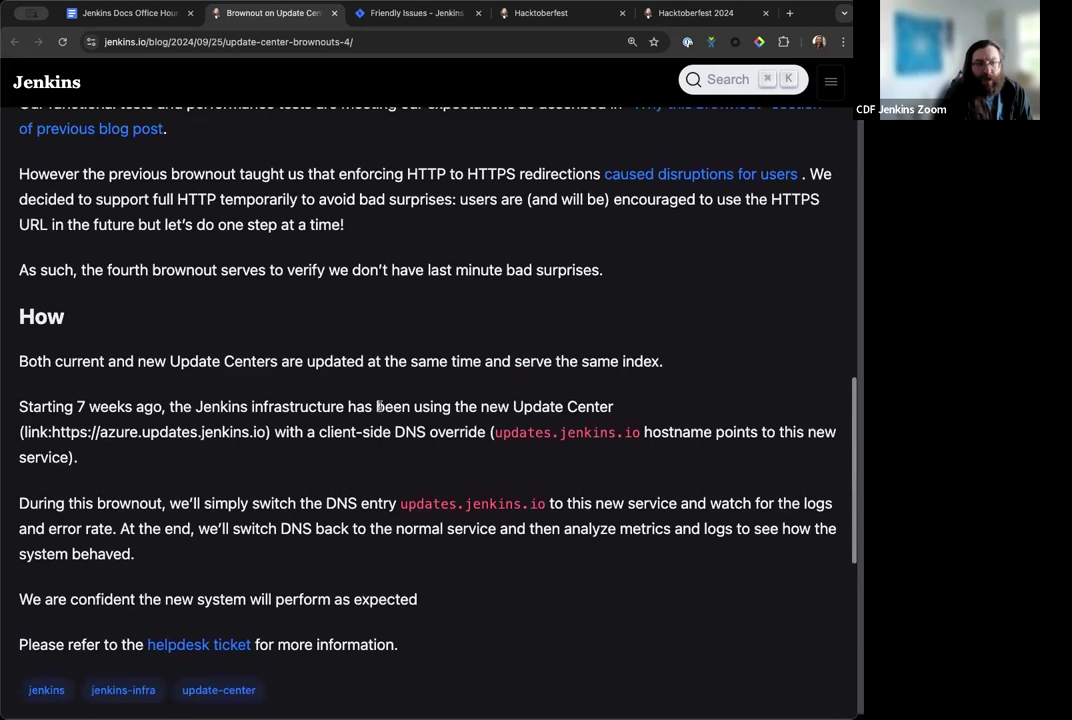 Jenkins Docs Office Hour
Brownout on Update Cen
Friendly Issues - Jenkins
Hacktoberfest
Hacktoberfest 2024
jenkins.io/blog/2024/09/25/update-center-brownouts-4/
Jenkins
Search ⌘ K
CDF Jenkins Zoom
Our functional tests and performance tests are meeting our expectations as described in "Why this Brownout" section
of previous blog post.
However the previous brownout taught us that enforcing HTTP to HTTPS redirections caused disruptions for users . We
decided to support full HTTP temporarily to avoid bad surprises: users are (and will be) encouraged to use the HTTPS
URL in the future but let's do one step at a time!
As such, the fourth brownout serves to verify we don't have last minute bad surprises.
How
Both current and new Update Centers are updated at the same time and serve the same index.
Starting 7 weeks ago, the Jenkins infrastructure has been using the new Update Center
(link:https://azure.updates.jenkins.io) with a client-side DNS override (updates.jenkins.io hostname points to this new
service).
During this brownout, we'll simply switch the DNS entry updates.jenkins.io to this new service and watch for the logs
and error rate. At the end, we'll switch DNS back to the normal service and then analyze metrics and logs to see how the
system behaved.
We are confident the new system will perform as expected
Please refer to the helpdesk ticket for more information.
jenkins
jenkins-infra
update-center